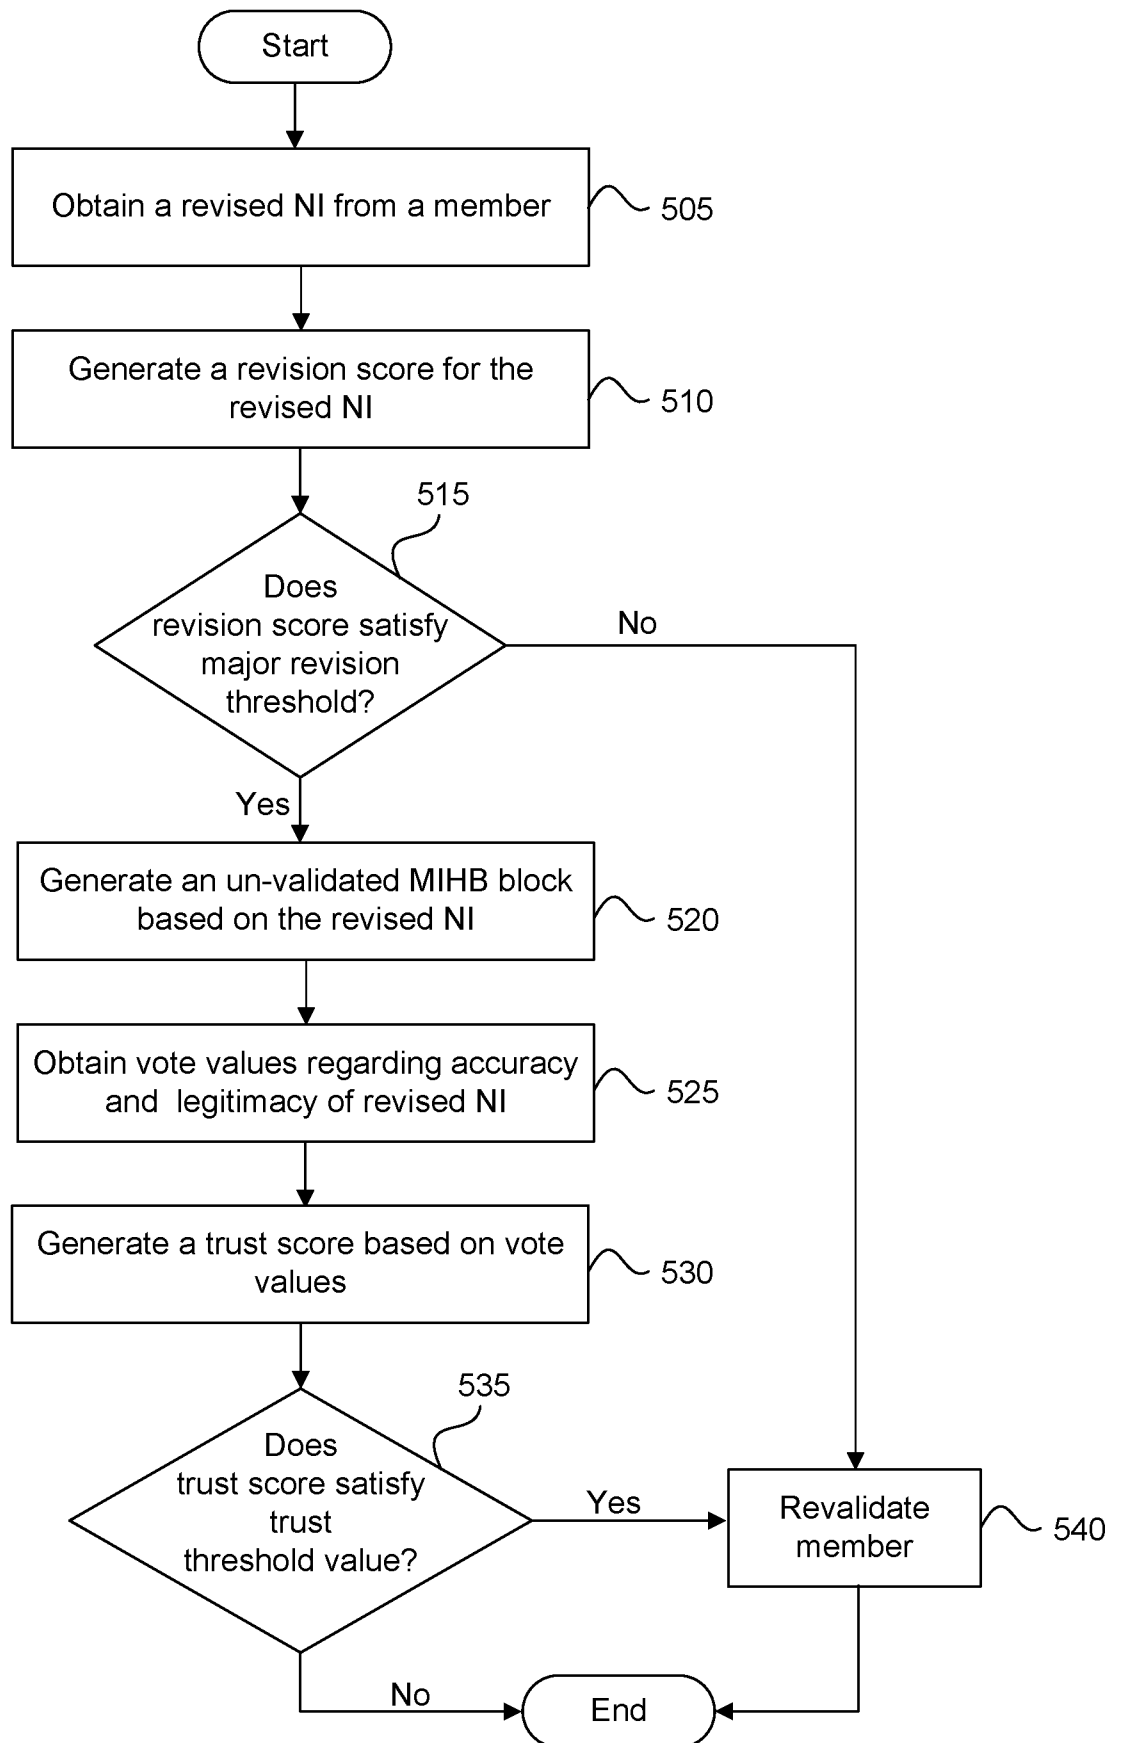 Start
Obtain a revised NI from a member
505
Generate a revision score for the
revised NI
510
515
Does
revision score satisfy
major revision
threshold?
No
Yes
Generate an un-validated MIHB block
based on the revised NI
520
Obtain vote values regarding accuracy
and legitimacy of revised NI
525
Generate a trust score based on vote
values
530
535
Does
trust score satisfy
trust
threshold value?
Yes
Revalidate
member
540
No
End